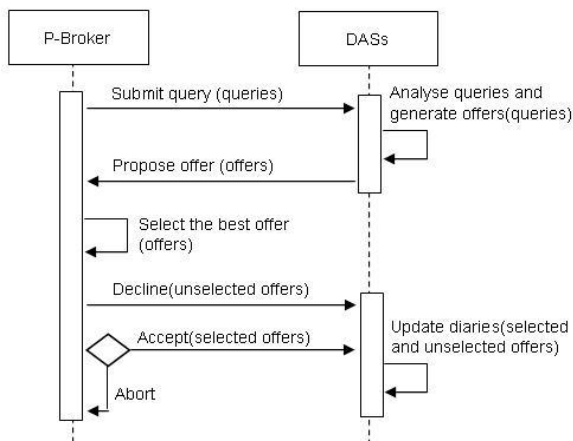 P-Broker
DASs
Submit query (queries)
Analyse queries and
generate offers(queries)
Propose offer (offers)
Select the best offer
(offers)
Decline(unselected offers)
Accept(selected offers)
Update diaries(selected
and unselected offers)
Abort